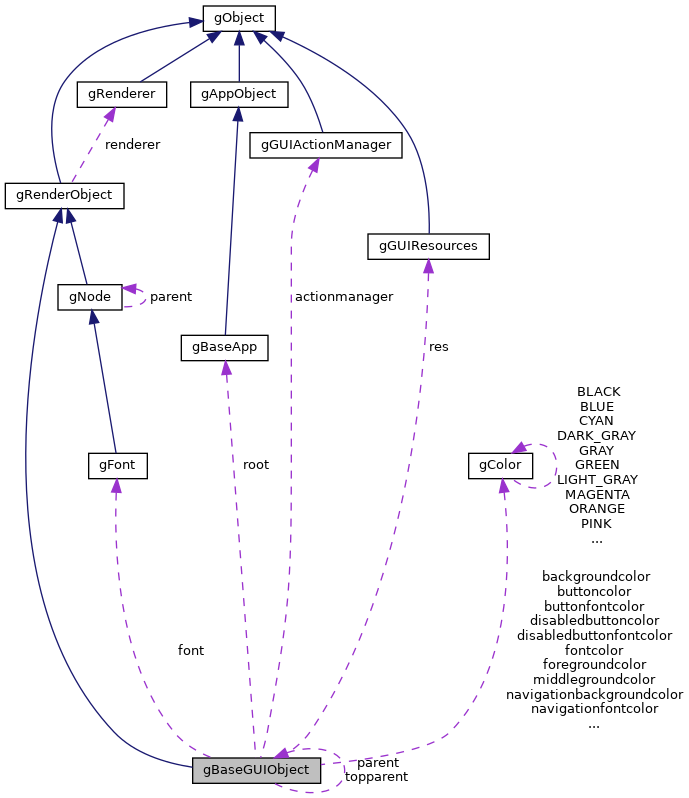 gObject
gRenderer
gAppObject
gGUIActionManager
renderer
gRenderObject
gGUIResources
gNode
parent
actionmanager
gBaseApp
res
BLACK
BLUE
CYAN
DARK_GRAY
GRAY
GREEN
LIGHT_GRAY
MAGENTA
ORANGE
PINK
...
gFont
root
gColor
backgroundcolor
buttoncolor
buttonfontcolor
disabledbuttoncolor
disabledbuttonfontcolor
fontcolor
foregroundcolor
middlegroundcolor
navigationbackgroundcolor
navigationfontcolor
...
font
gBaseGUIObject
parent
topparent